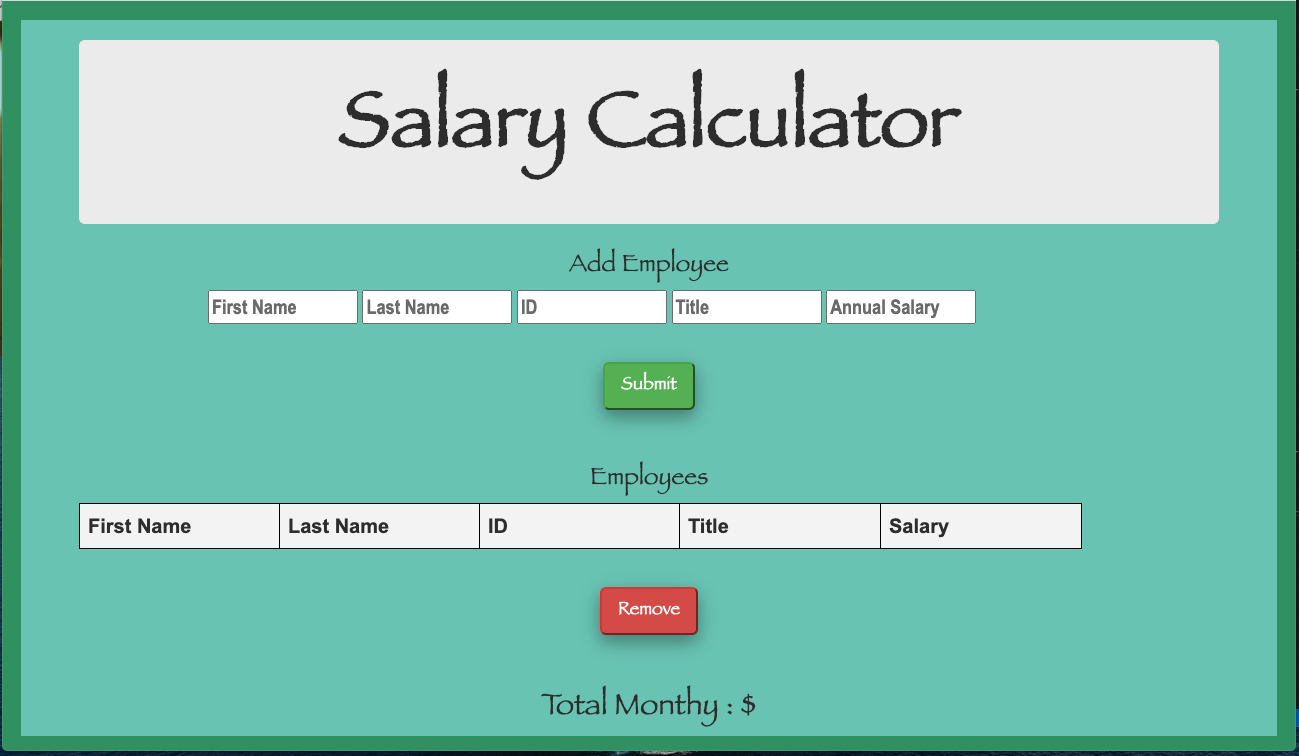 Salary Calculator
Add Employee
First Name Last Name ID Title Annual Salary
Submit
Employees
First Name Last Name ID Title Salary
Remove
Total Monthy : $